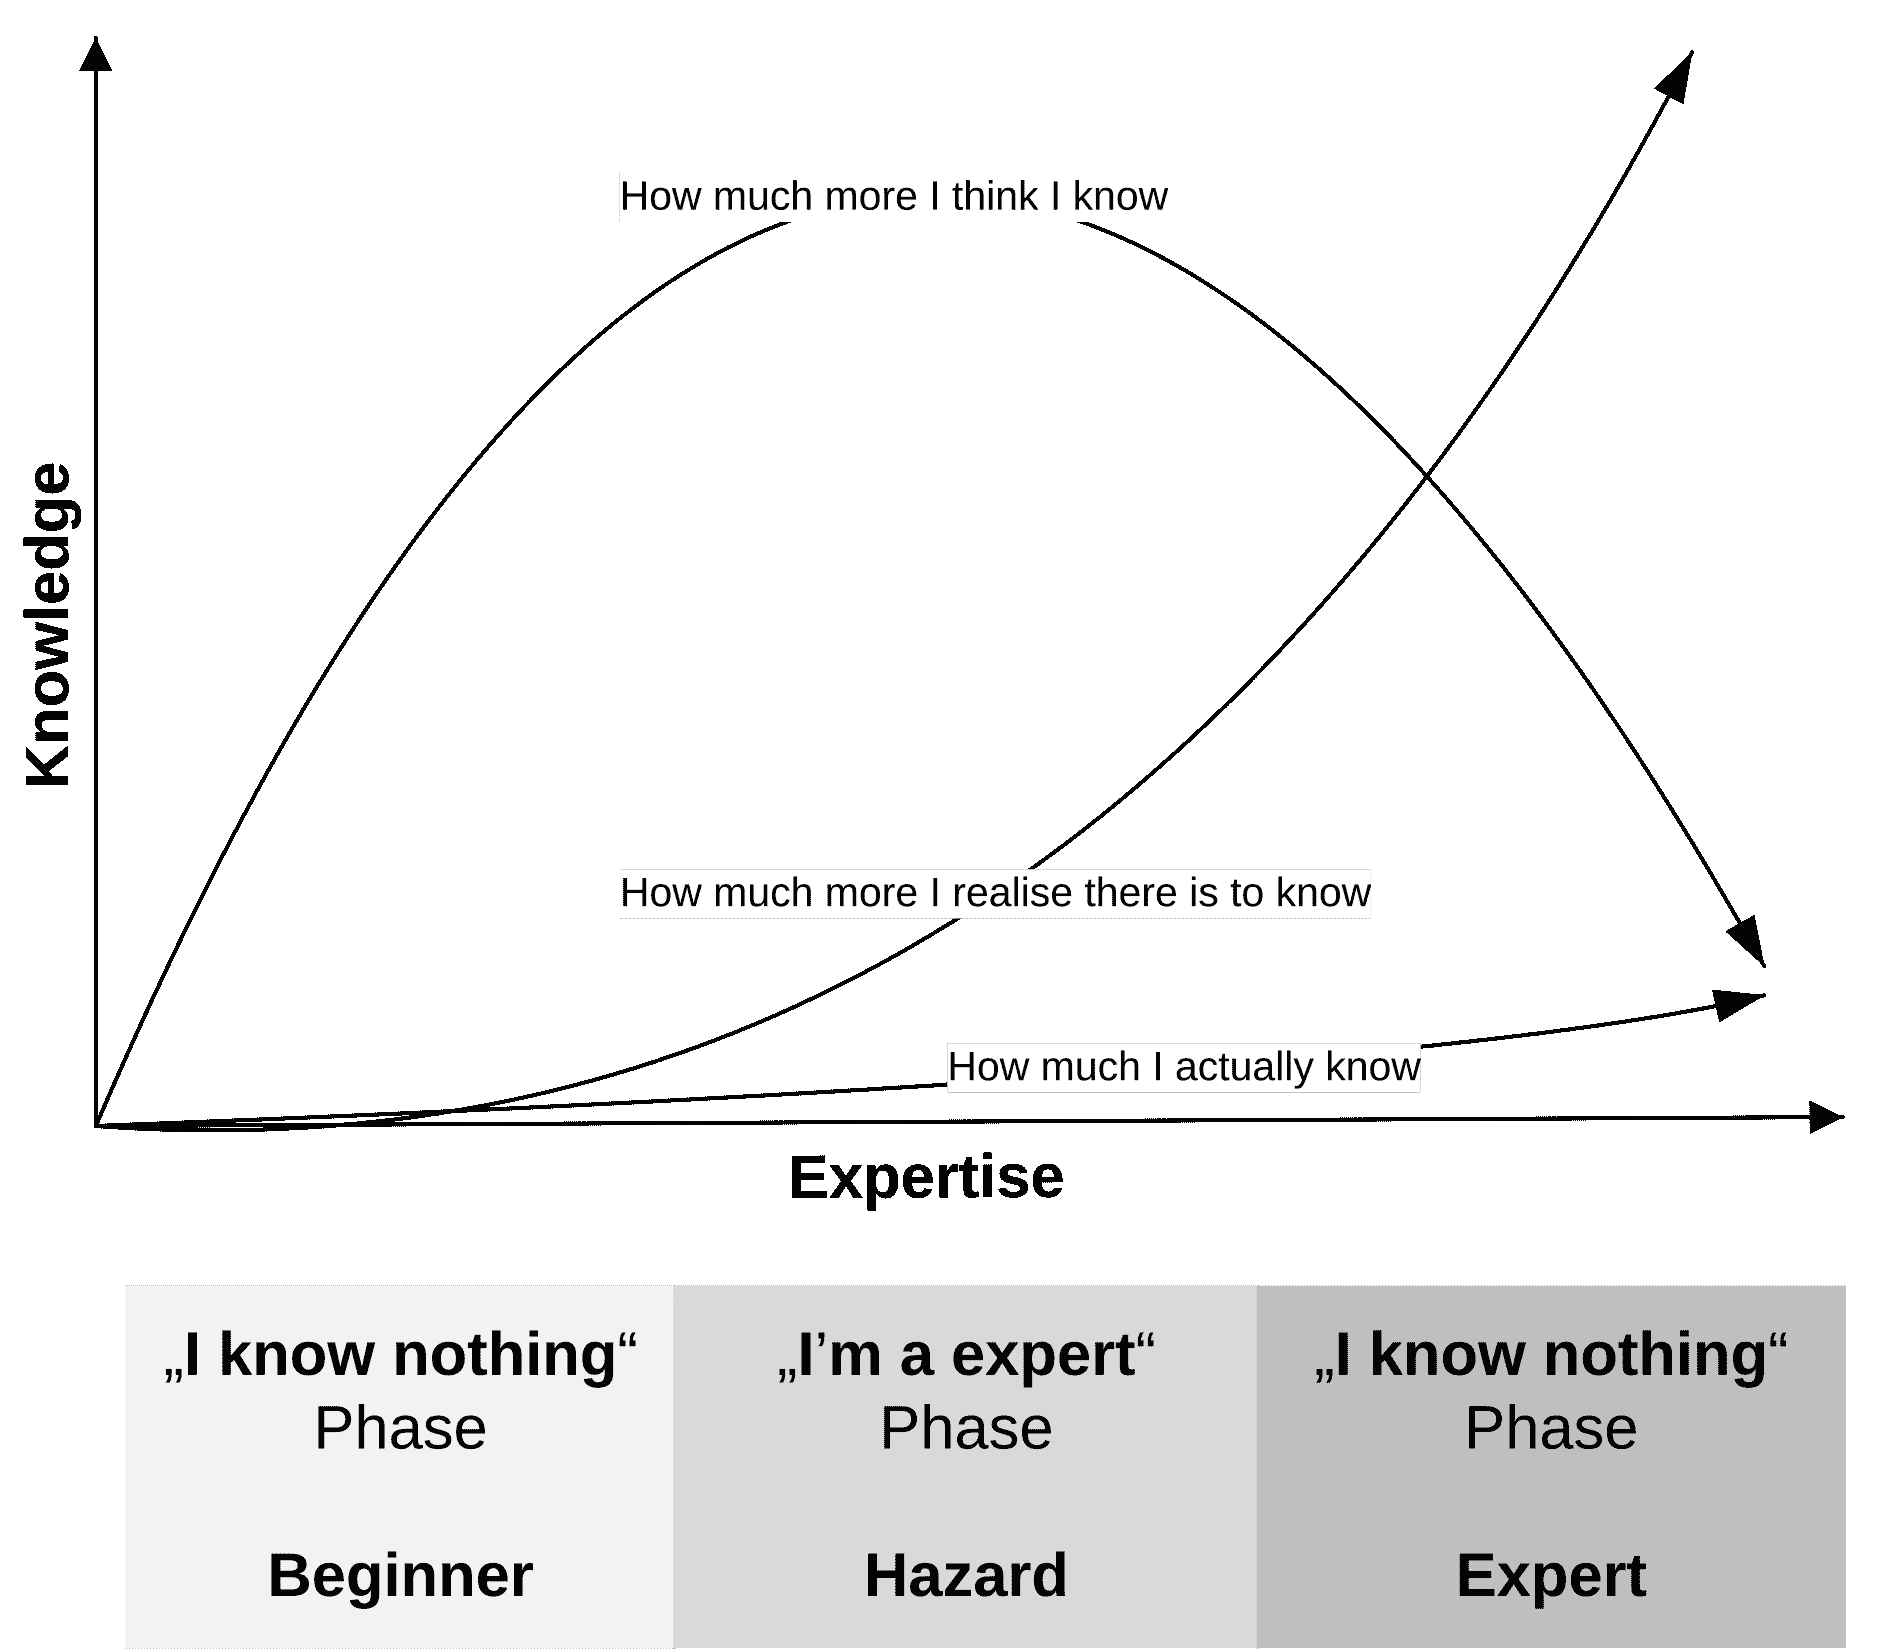 How much more I think I know
Knowledge
How much more I realise there is to know
How much I actually know
Expertise
„I know nothing“
Phase
Beginner
„I’m a expert“
Phase
Hazard
„I know nothing“
Phase
Expert